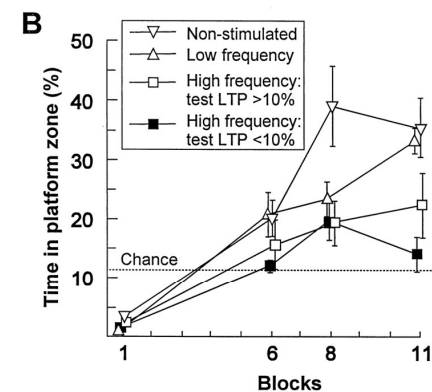 B
Non-stimulated
Low frequency
High frequency:
test LTP >10%
High frequency:
test LTP <10%
Time in platform zone (%)
50
40
30
20
10
Chance
1 6 8 11
Blocks